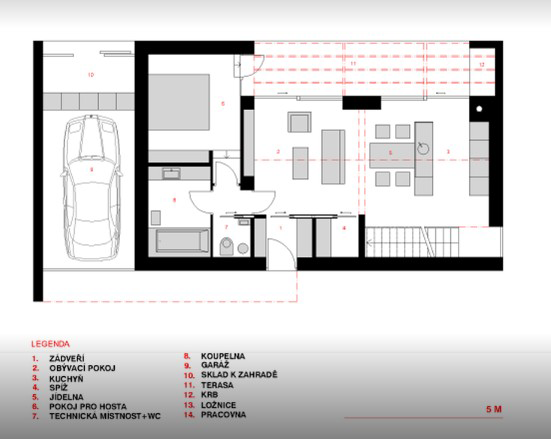 10
11
12
6
9
2
5
3
8
7
1
4
LEGENDA
1. ZÁDVEŘÍ
2. OBÝVACÍ POKOJ
3. KUCHYŇ
4. SPÍŽ
5. JÍDELNA
6. POKOJ PRO HOSTA
7. TECHNICKÁ MÍSTNOST+WC
8. KOUPELNA
9. GARÁŽ
10. SKLAD K ZAHRADĚ
11. TERASA
12. KRB
13. LOŽNICE
14. PRACOVNA
5 M